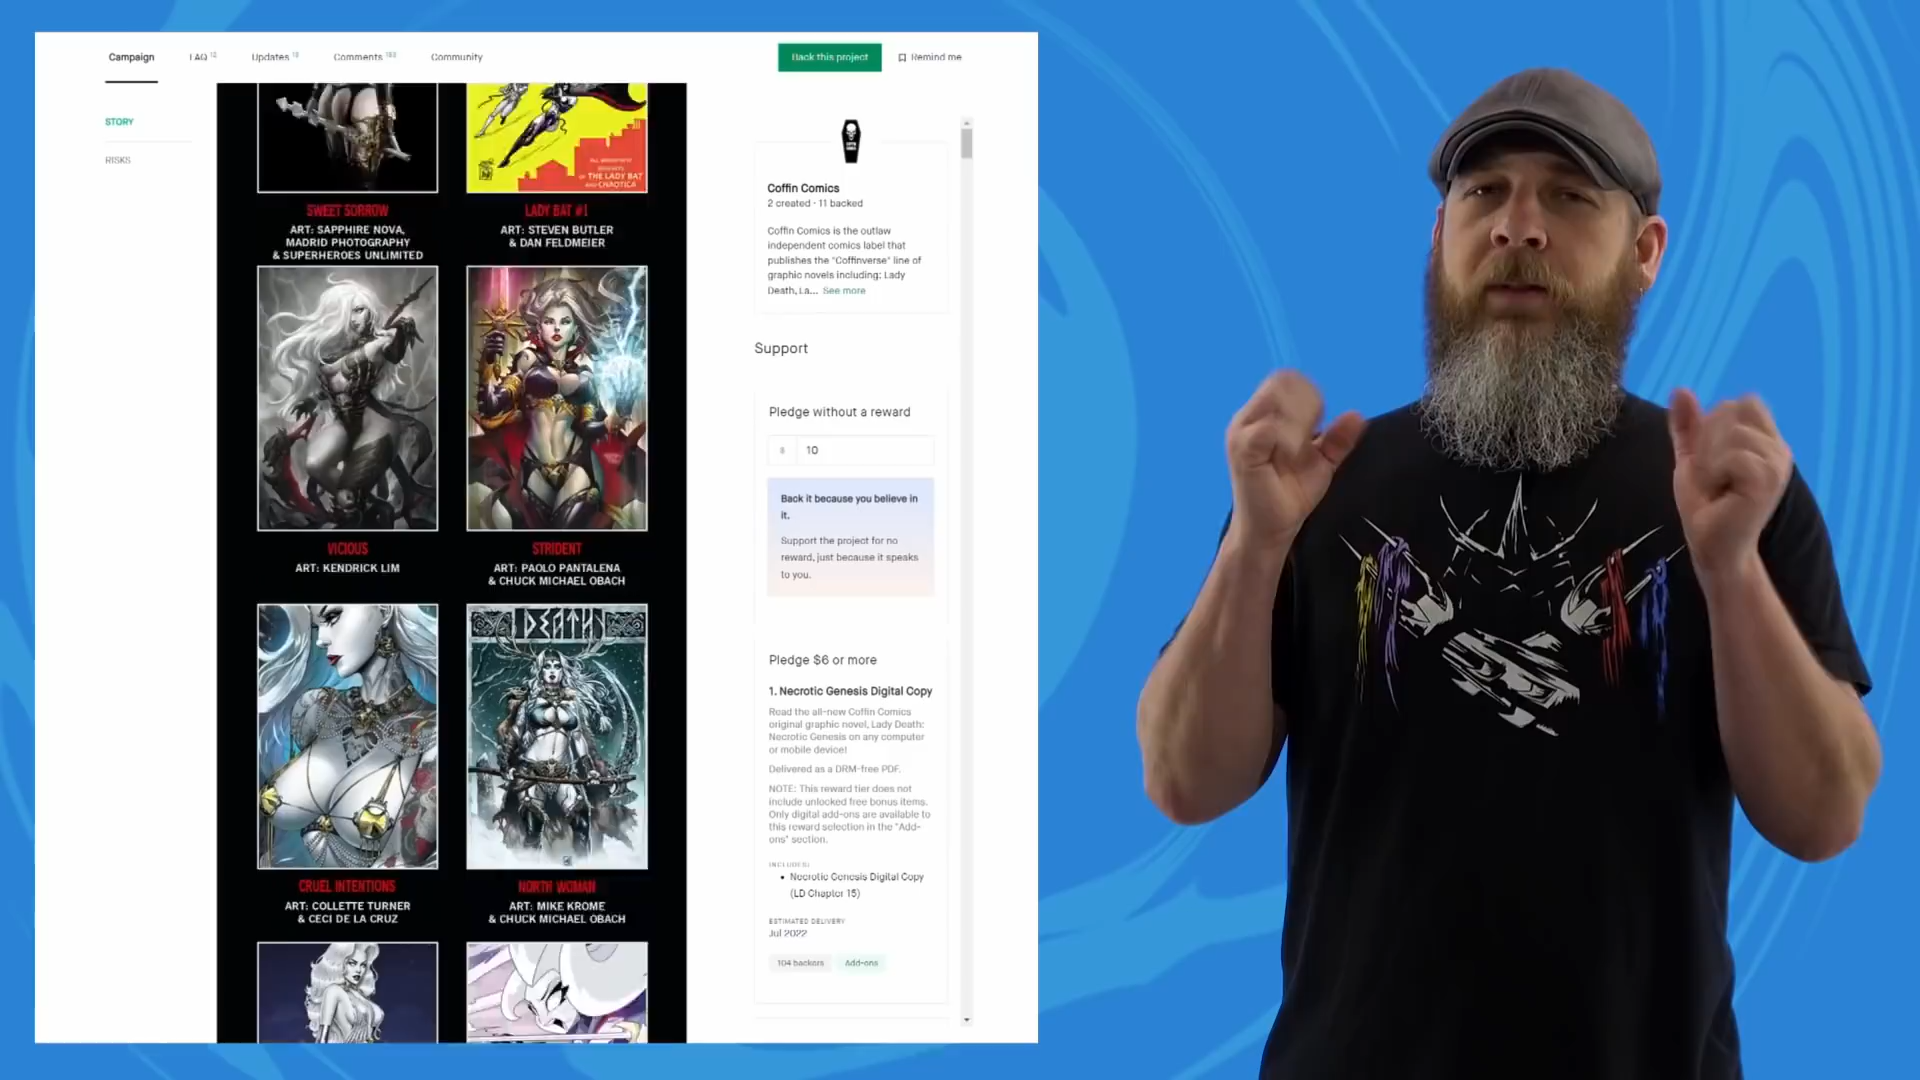 Campaign
FAQ 12
Updates 18
Comments 193
Community
Back this project
Remind me
STORY
RISKS
ALL
OF THE LADY BAT
AND CHAOTICA
SWEET SORROW
ART: SAPPHIRE NOVA,
MADRID PHOTOGRAPHY
& SUPERHEROES UNLIMITED
LADY BAT #1
ART: STEVEN BUTLER
& DAN FELDMEIER
VICIOUS
ART: KENDRICK LIM
STRIDENT
ART: PAOLO PANTALENA
& CHUCK MICHAEL OBACH
DEATH
CRUEL INTENTIONS
ART: COLLETTE TURNER
& CECI DE LA CRUZ
NORTH WOMAN
ART: MIKE KROME
& CHUCK MICHAEL OBACH
Coffin Comics
2 created · 11 backed
Coffin Comics is the outlaw
independent comics label that
publishes the "Coffinverse" line of
graphic novels including: Lady
Death, La... See more
Support
Pledge without a reward
10
Back it because you believe in
it.
Support the project for no
reward, just because it speaks
to you.
Pledge $6 or more
1. Necrotic Genesis Digital Copy
Read the all-new Coffin Comics
original graphic novel, Lady Death:
Necrotic Genesis on any computer
or mobile device!
Delivered as a DRM-free PDF.
NOTE: This reward tier does not
include unlocked free bonus items.
Only digital add-ons are available to
this reward selection in the "Add-
ons" section.
INCLUDES:
• Necrotic Genesis Digital Copy
(LD Chapter 15)
ESTIMATED DELIVERY
Jul 2022
104 backers
Add-ons